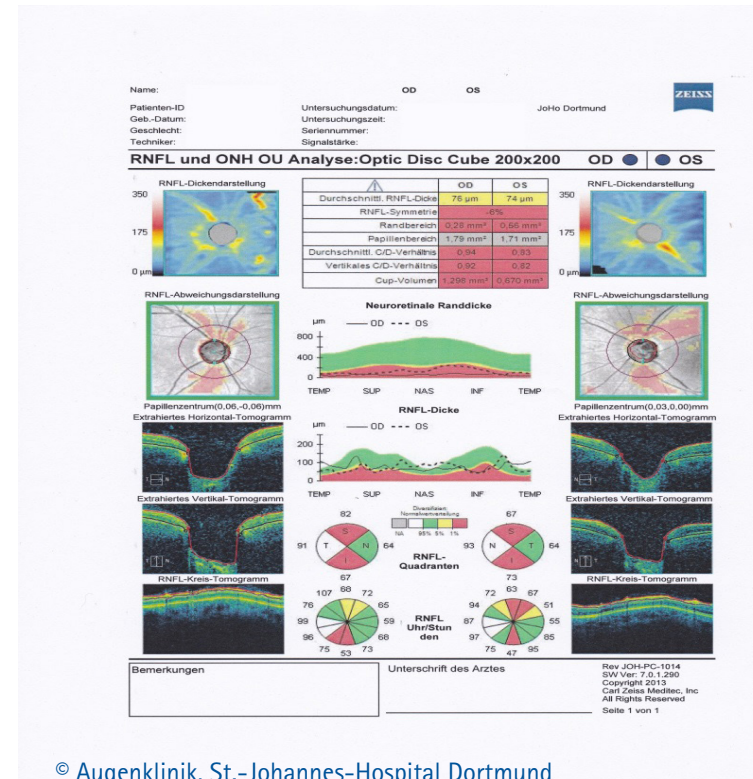 Name: OD OS
ZEISS
Patienten-ID Untersuchungsdatum: JoHo Dortmund
Geb.-Datum: Untersuchungszeit:
Geschlecht: Seriennummer:
Techniker: Signalstärke:
RNFL und ONH OU Analyse:Optic Disc Cube 200x200 OD OS
RNFL-Dickendarstellung
350
175
0 µm
OD OS
Durchschnittl. RNFL-Dicke 76 µm 74 µm
RNFL-Symmetrie -6%
Randbereich 0,28 mm² 0,66 mm²
Papillenbereich 1,79 mm² 1,71 mm²
Durchschnittl. C/D-Verhältnis 0,94 0,83
Vertikales C/D-Verhältnis 0,92 0,82
Cup-Volumen 1,298 mm³ 0,670 mm³
RNFL-Dickendarstellung
350
175
0 µm
RNFL-Abweichungsdarstellung
Papillenzentrum(0,06,-0,06)mm
Neuroretinale Randdicke
µm OD OS
800
400
0
TEMP SUP NAS INF TEMP
RNFL-Abweichungsdarstellung
Papillenzentrum(0,03,0,00)mm
Extrahiertes Horizontal-Tomogramm
RNFL-Dicke
µm OD OS
200
100
0
TEMP SUP NAS INF TEMP
Extrahiertes Horizontal-Tomogramm
Extrahiertes Vertikal-Tomogramm
82
91 S T N I 64
67
Diversifiziert:
Normalwertverteilung
NA 95% 5% 1%
RNFL-
Quadranten
67
93 S N T I 64
73
Extrahiertes Vertikal-Tomogramm
RNFL-Kreis-Tomogramm
107 68 72
76 65
99 59
96 68
75 53 73
RNFL
Uhr/Stun
den
72 63 67
94 51
87 55
97 85
75 47 95
RNFL-Kreis-Tomogramm
Bemerkungen
Unterschrift des Arztes
Rev JOH-PC-1014
SW Ver: 7.0.1.290
Copyright 2013
Carl Zeiss Meditec, Inc
All Rights Reserved
Seite 1 von 1
© Augenklinik, St.-Johannes-Hospital Dortmund